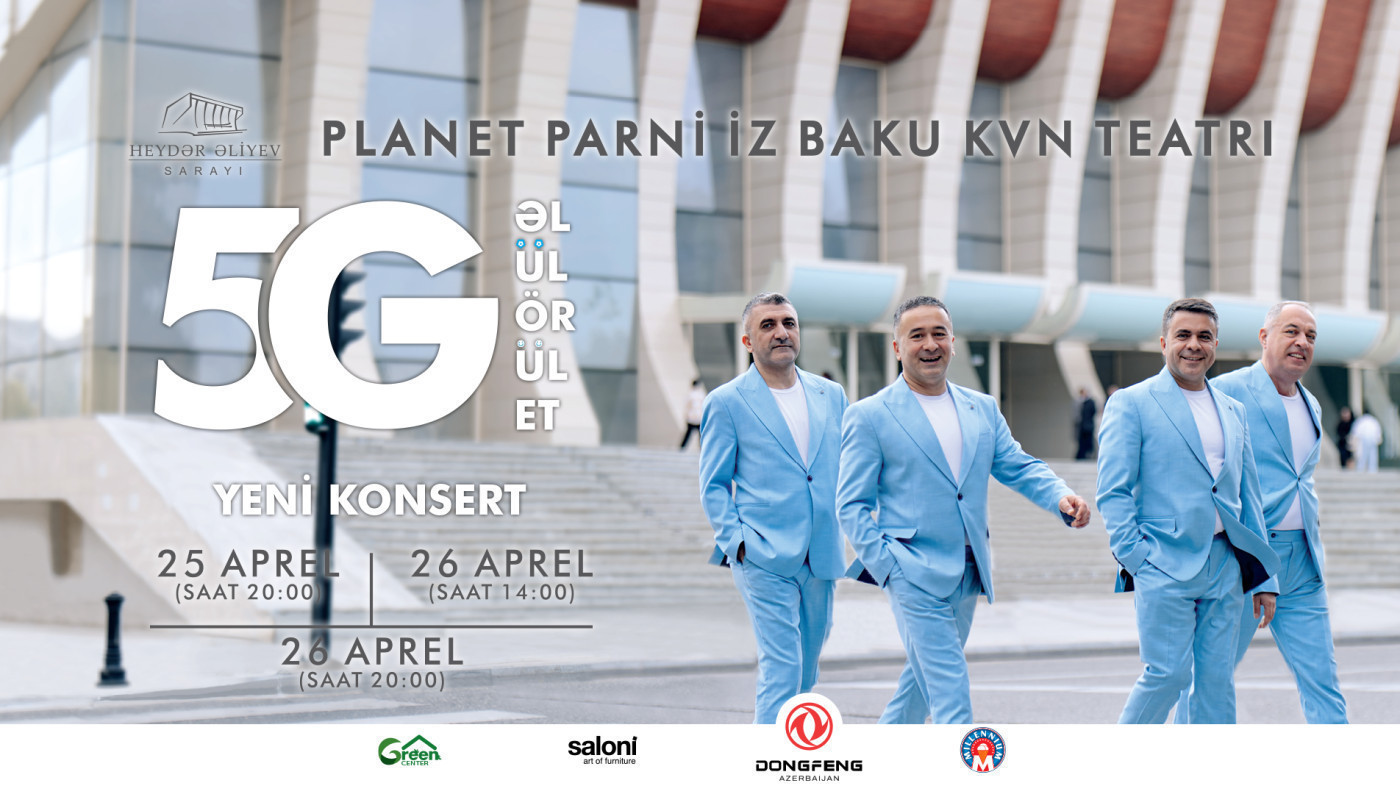 HEYDƏR ƏLİYEV
SARAYI
PLANET PARNİ İZ BAKU KVN TEATRI
5G
ƏL
ÜL
ÖR
ÜL
ET
YENİ KONSERT
25 APREL
(SAAT 20:00)
26 APREL
(SAAT 14:00)
26 APREL
(SAAT 20:00)
Green
CENTER
saloni
art of furniture
DONGFENG
AZERBAIJAN
MILLENNIUM
M